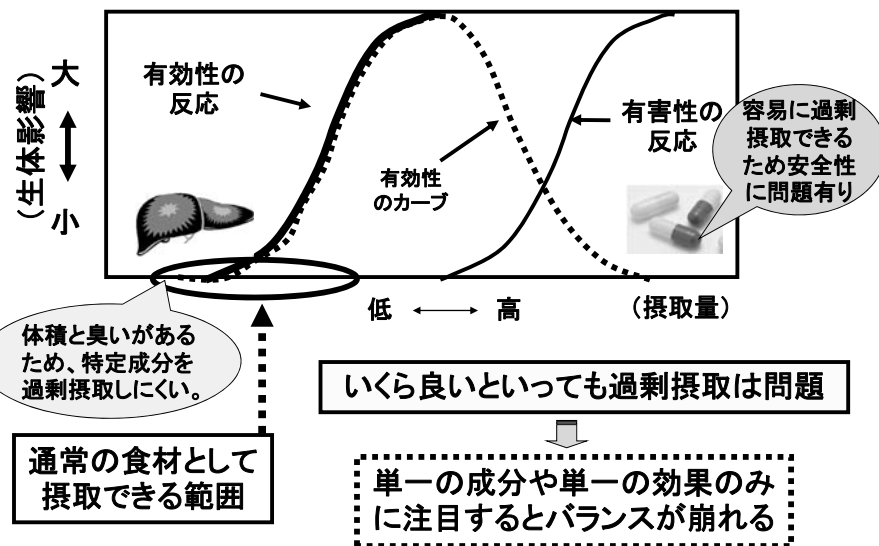 (生体影響)
大
小
有効性の
反応
有効性
のカーブ
有害性の
反応
容易に過剰
摂取できる
ため安全性
に問題有り
低
高
(摂取量)
体積と臭いがある
ため、特定成分を
過剰摂取しにくい。
いくら良いといっても過剰摂取は問題
通常の食材として
摂取できる範囲
単一の成分や単一の効果のみ
に注目するとバランスが崩れる